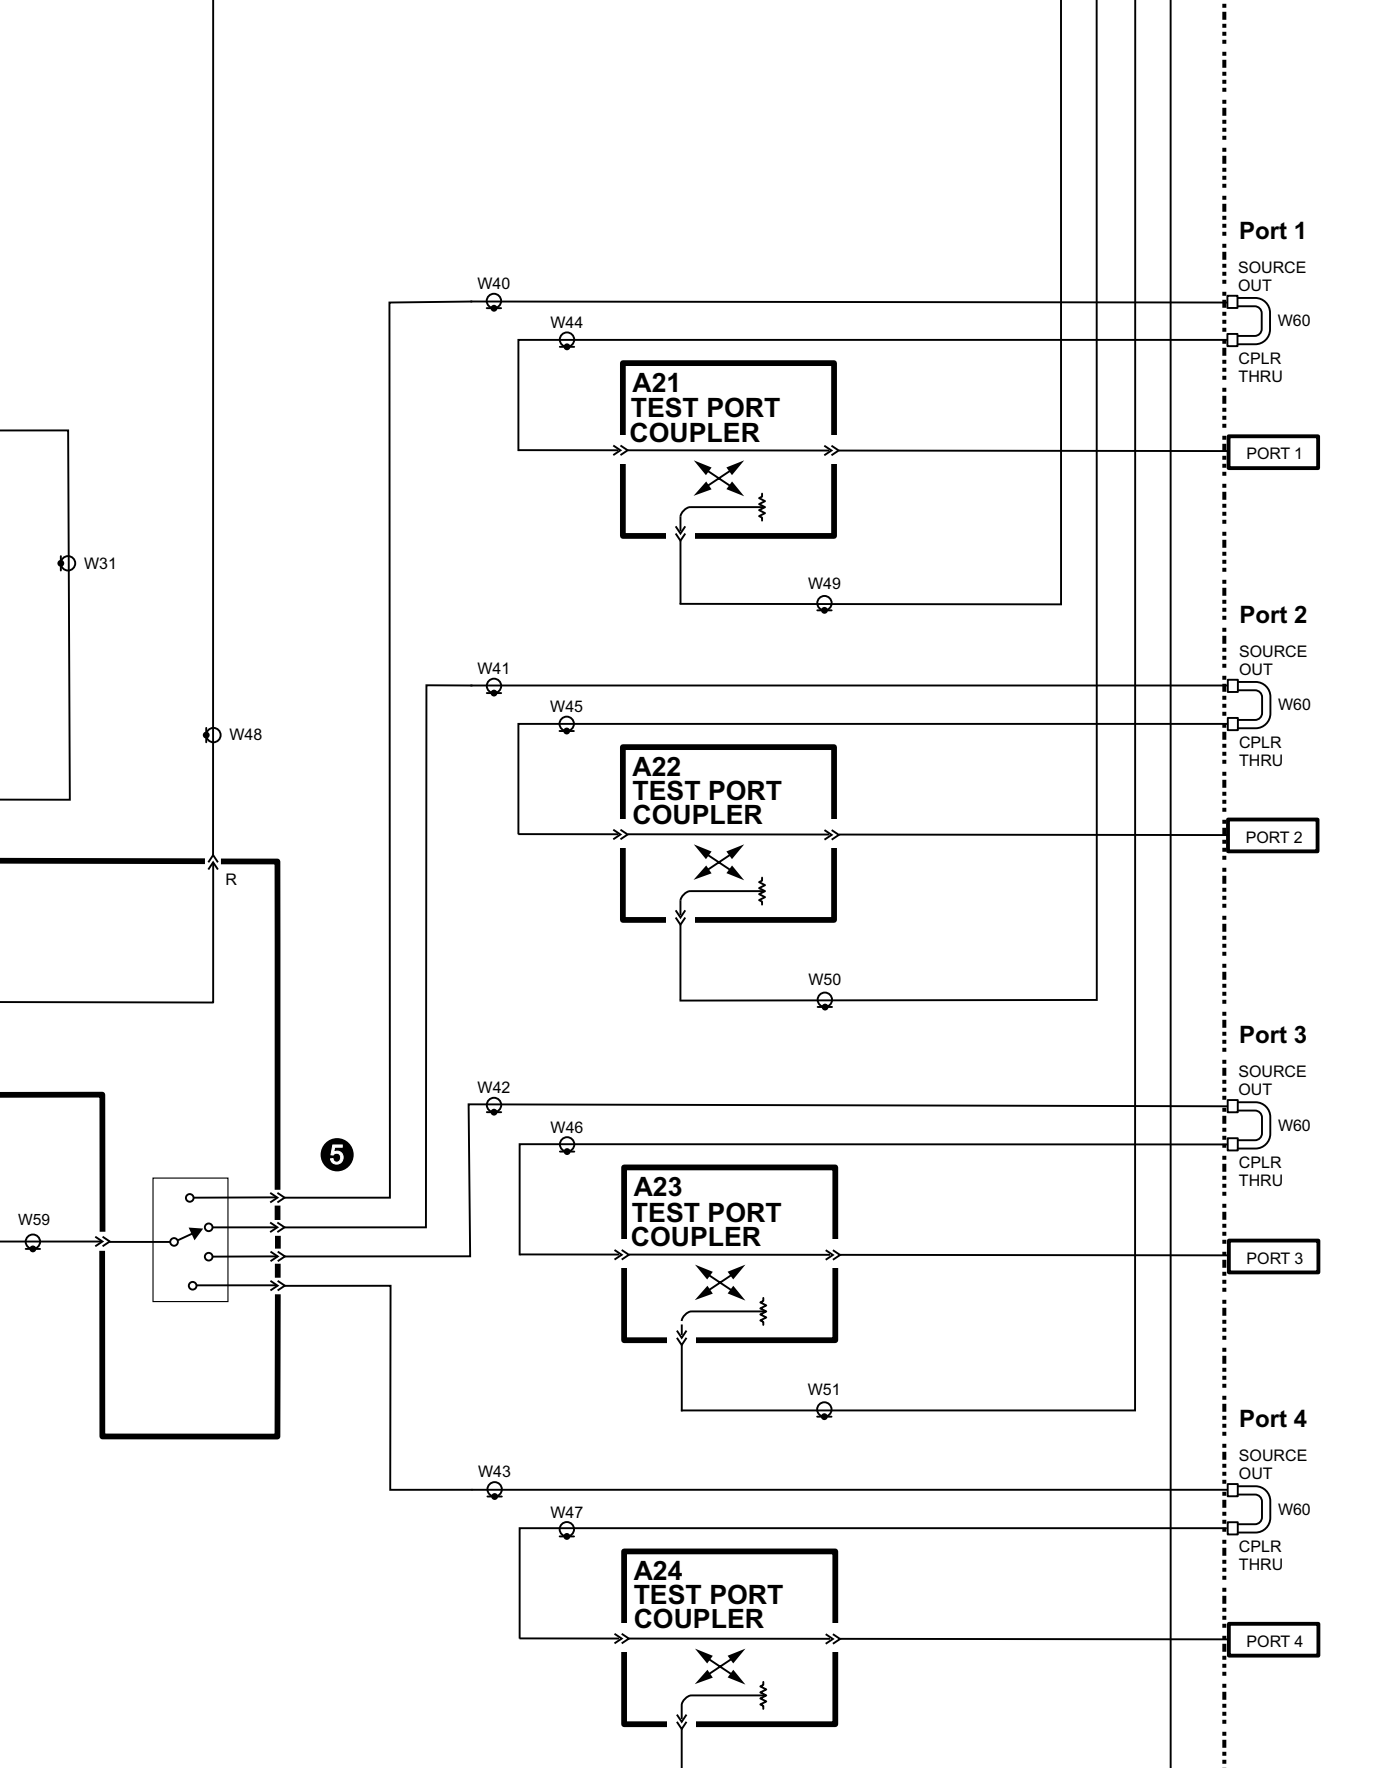 Port 1
SOURCE
OUT
W40
W60
W44
CPLR
THRU
A21
TEST PORT
COUPLER
PORT 1
W31
W49
Port 2
SOURCE
OUT
W41
W60
W45
W48
CPLR
THRU
A22
TEST PORT
COUPLER
PORT 2
R
W50
Port 3
SOURCE
OUT
W42
W60
W46
5
CPLR
THRU
A23
TEST PORT
COUPLER
W59
PORT 3
W51
Port 4
SOURCE
OUT
W43
W60
W47
CPLR
THRU
A24
TEST PORT
COUPLER
PORT 4